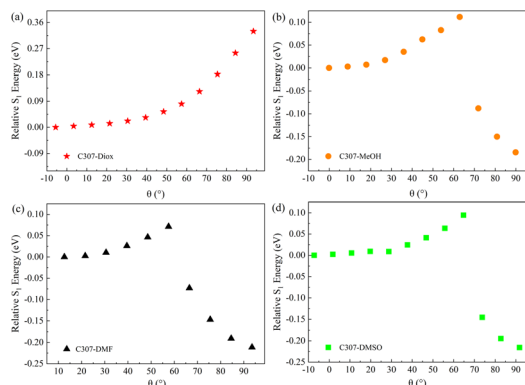 (a)
Relative S₁ Energy (eV)
0.36
0.27
0.18
0.09
0.00
-0.09
C307-Diox
-10 0 10 20 30 40 50 60 70 80 90
θ (°)
(b)
Relative S₁ Energy (eV)
0.10
0.05
0.00
-0.05
-0.10
-0.15
-0.20
C307-MeOH
-10 0 10 20 30 40 50 60 70 80 90
θ (°)
(c)
Relative S₁ Energy (eV)
0.10
0.05
0.00
-0.05
-0.10
-0.15
-0.20
-0.25
C307-DMF
10 20 30 40 50 60 70 80 90
θ (°)
(d)
Relative S₁ Energy (eV)
0.10
0.05
0.00
-0.05
-0.10
-0.15
-0.20
-0.25
C307-DMSO
0 10 20 30 40 50 60 70 80 90
θ (°)